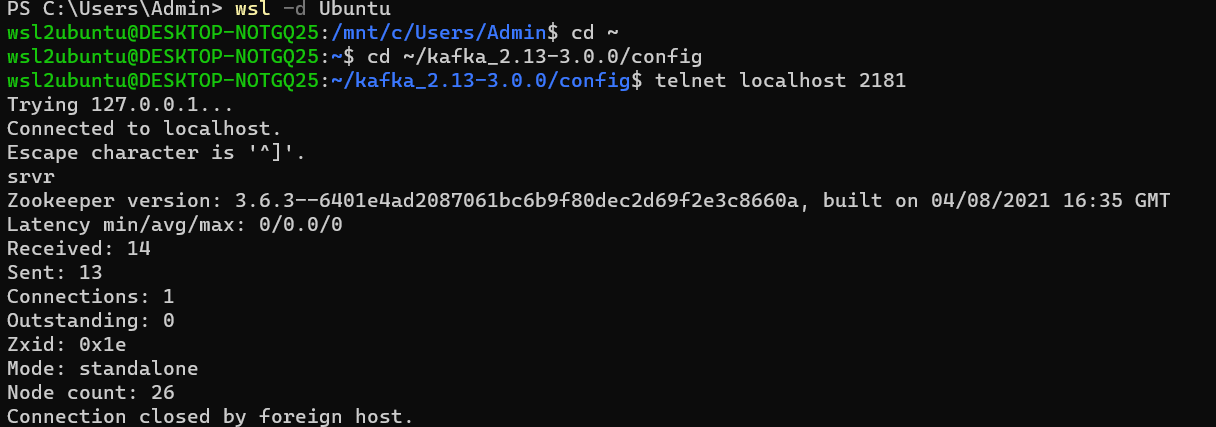 PS C:\Users\Admin> wsl -d Ubuntu
wsl2ubuntu@DESKTOP-NOTGQ25:/mnt/c/Users/Admin$ cd ~
wsl2ubuntu@DESKTOP-NOTGQ25:~$ cd ~/kafka_2.13-3.0.0/config
wsl2ubuntu@DESKTOP-NOTGQ25:~/kafka_2.13-3.0.0/config$ telnet localhost 2181
Trying 127.0.0.1...
Connected to localhost.
Escape character is '^]'.
srvr
Zookeeper version: 3.6.3--6401e4ad2087061bc6b9f80dec2d69f2e3c8660a, built on 04/08/2021 16:35 GMT
Latency min/avg/max: 0/0.0/0
Received: 14
Sent: 13
Connections: 1
Outstanding: 0
Zxid: 0x1e
Mode: standalone
Node count: 26
Connection closed by foreign host.